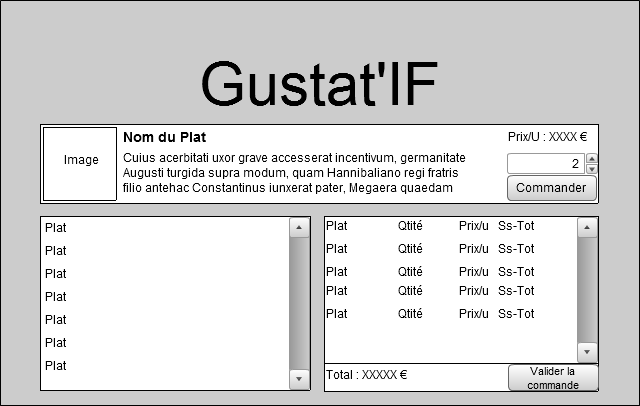 Gustat'IF
Image
Nom du Plat
Prix/U : XXXX €
Cuius acerbitati uxor grave accesserat incentivum, germanitate
Augusti turgida supra modum, quam Hannibaliano regi fratris
filio antehac Constantinus iunxerat pater, Megaera quaedam
2
Commander
Plat
Plat
Plat
Plat
Plat
Plat
Plat
Plat Qtité Prix/u Ss-Tot
Plat Qtité Prix/u Ss-Tot
Plat Qtité Prix/u Ss-Tot
Plat Qtité Prix/u Ss-Tot
Plat Qtité Prix/u Ss-Tot
Total : XXXXX €
Valider la
commande